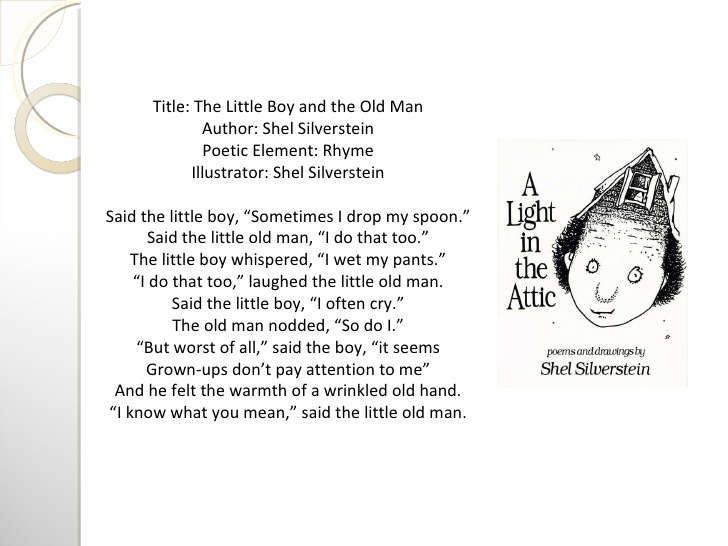 Title: The Little Boy and the Old Man
Author: Shel Silverstein
Poetic Element: Rhyme
Illustrator: Shel Silverstein
Said the little boy, “Sometimes I drop my spoon.”
Said the little old man, “I do that too.”
The little boy whispered, “I wet my pants.”
“I do that too,” laughed the little old man.
Said the little boy, “I often cry.”
The old man nodded, “So do I.”
“But worst of all,” said the boy, “it seems
Grown-ups don’t pay attention to me”
And he felt the warmth of a wrinkled old hand.
“I know what you mean,” said the little old man.
A
Light
in
the
Attic
poems and drawings by
Shel Silverstein